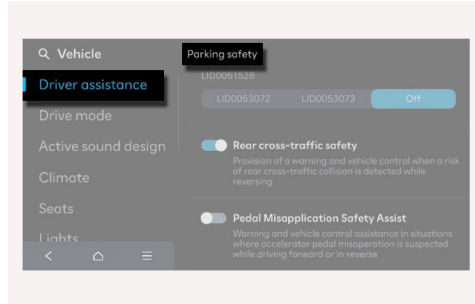 Vehicle
Driver assistance
Drive mode
Active sound design
Climate
Seats
Lights
Parking safety
LID0051528
LID0053072 LID0053073 Off
Rear cross-traffic safety
Provision of a warning and vehicle control when a risk
of rear cross-traffic collision is detected while
reversing
Pedal Misapplication Safety Assist
Warning and vehicle control assistance in situations
where accelerator pedal misoperation is suspected
while driving forward or in reverse